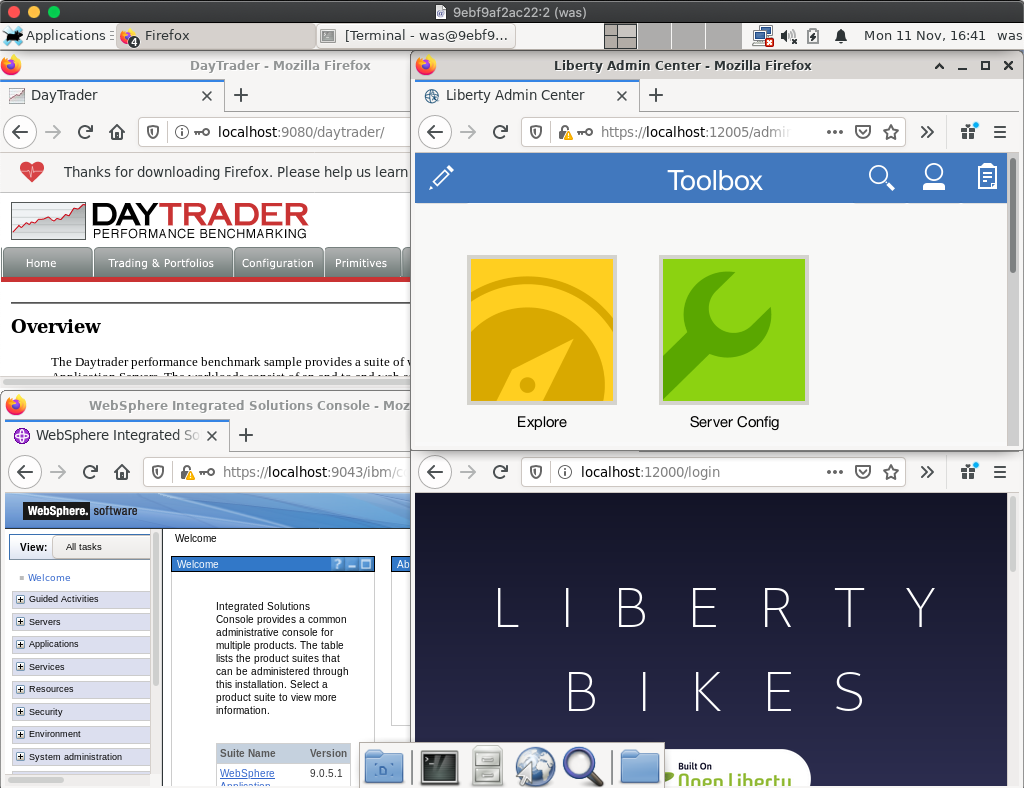 9ebf9af2ac22:2 (was)
Applications
4
Firefox
[Terminal - was@9ebf9...
Mon 11 Nov, 16:41
was
DayTrader - Mozilla Firefox
DayTrader
localhost:9080/daytrader/
Thanks for downloading Firefox. Please help us learn
DAYTRADER
PERFORMANCE BENCHMARKING
Home
Trading & Portfolios
Configuration
Primitives
Overview
The Daytrader performance benchmark sample provides a suite of
Liberty Admin Center - Mozilla Firefox
Liberty Admin Center
https://localhost:12005/admin
Toolbox
Explore
Server Config
WebSphere Integrated Solutions Console - Moz
WebSphere Integrated So
https://localhost:9043/ibm/c
WebSphere. software
View:
All tasks
Welcome
Guided Activities
Servers
Applications
Services
Resources
Security
Environment
System administration
Welcome
Welcome
?
Ab
Integrated Solutions
Console provides a common
administrative console for
multiple products. The table
lists the product suites that
can be administered through
this installation. Select a
product suite to view more
information.
Suite Name
Version
WebSphere
9.0.5.1
localhost:12000/login
LIBERTY
BIKES
D
Built On
Open Liberty